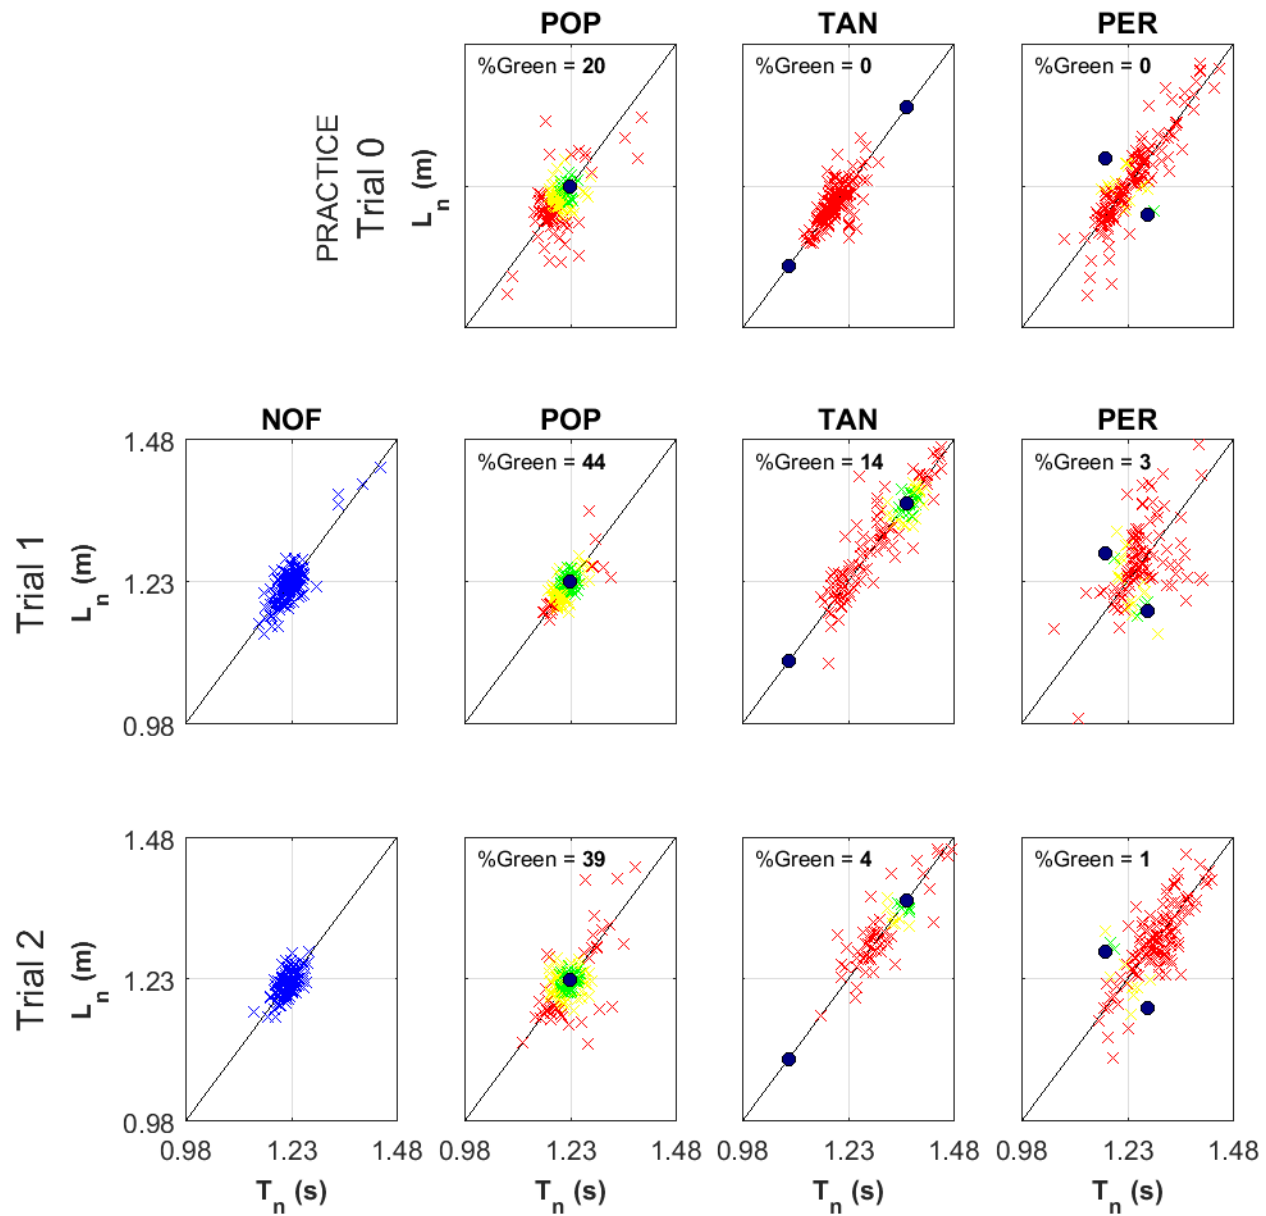 POP TAN PER
PRACTICE
Trial 0
L_n (m)
%Green = 20
%Green = 0
%Green = 0
NOF POP TAN PER
Trial 1
L_n (m)
1.48
1.23
0.98
%Green = 44
%Green = 14
%Green = 3
Trial 2
L_n (m)
1.48
1.23
0.98
%Green = 39
%Green = 4
%Green = 1
0.98 1.23 1.48 0.98 1.23 1.48 0.98 1.23 1.48 0.98 1.23 1.48
T_n (s) T_n (s) T_n (s) T_n (s)